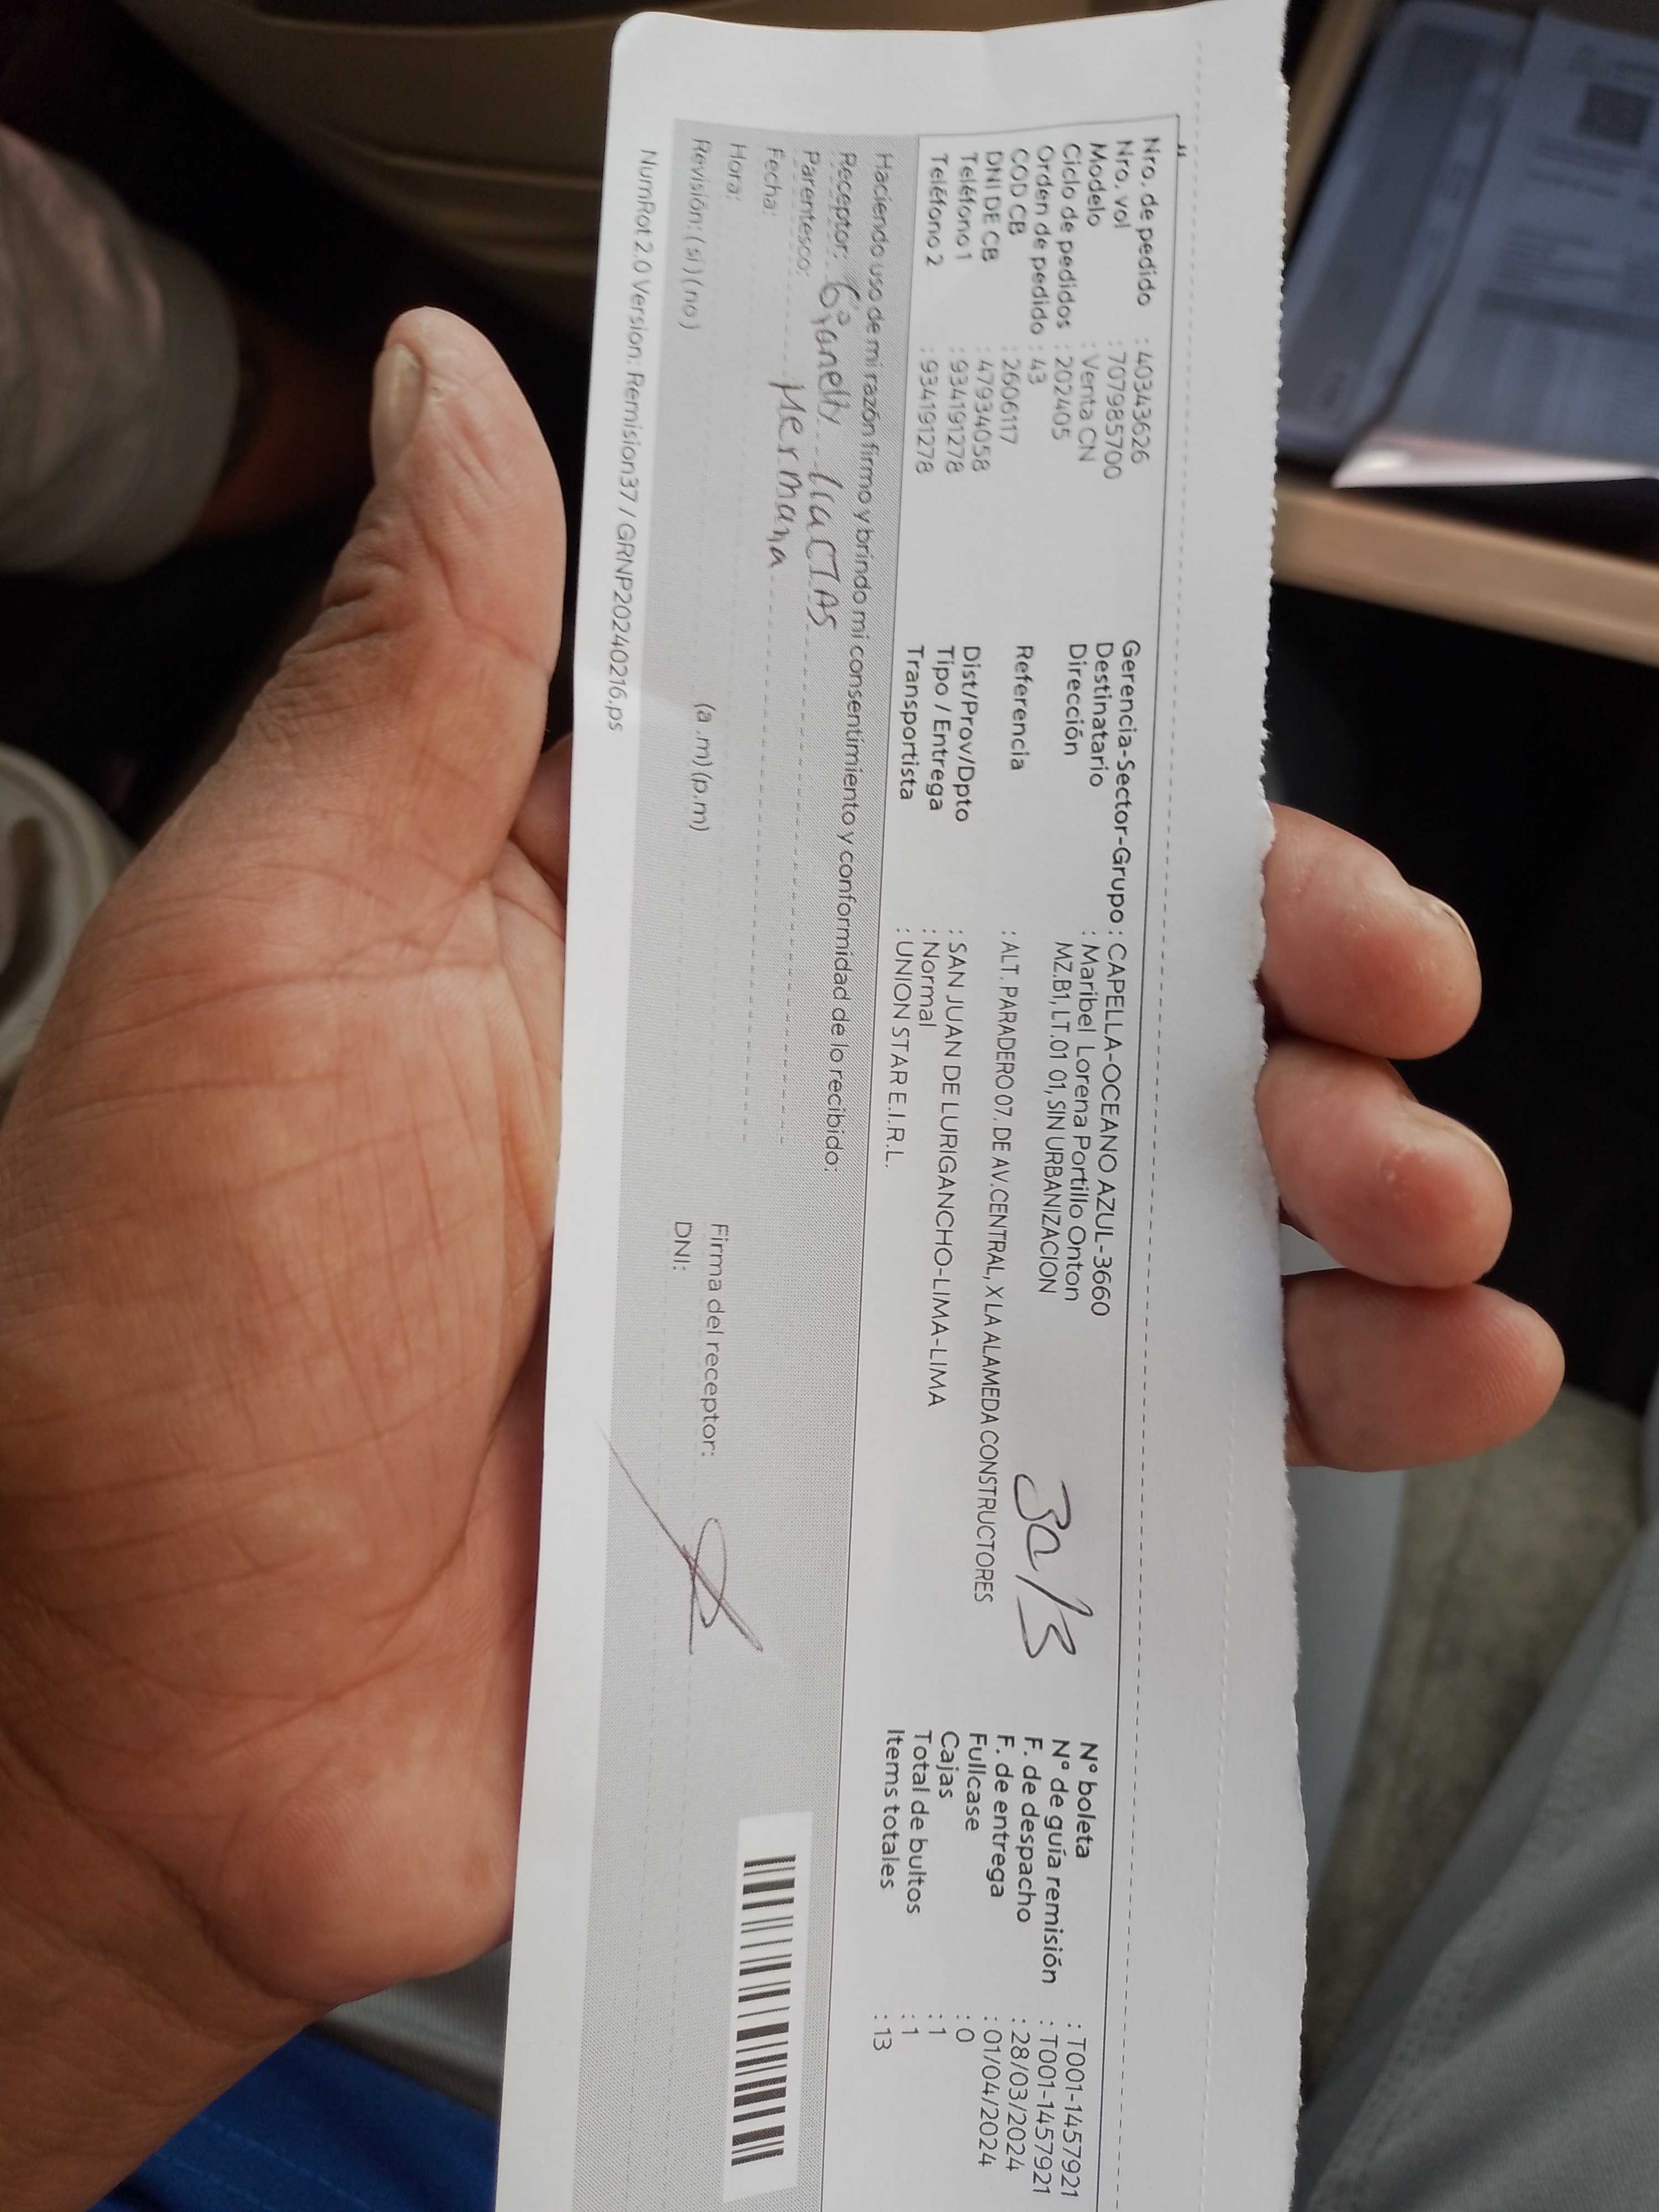 Nro. de pedido : 40343626
Nro. vol : 707985700
Modelo : Venta CN
Ciclo de pedidos : 202405
Orden de pedido : 43
COD CB : 2606117
DNI DE CB : 47934058
Teléfono 1 : 934191278
Teléfono 2 : 934191278
Gerencia-Sector-Grupo : CAPELLA-OCEANO AZUL-3660
Destinatario : Maribel Lorena Portillo Onton
Dirección MZ.B1, LT.01 01, SIN URBANIZACION
Referencia : ALT. PARADERO 07. DE AV.CENTRAL, X LA ALAMEDA CONSTRUCTORES
Dist/Prov/Dpto : SAN JUAN DE LURIGANCHO-LIMA-LIMA
Tipo / Entrega : Normal
Transportista : UNION STAR E.I.R.L.
30/3
N° boleta : T001-1457921
N° de guía remisión : T001-1457921
F. de despacho : 28/03/2024
F. de entrega : 01/04/2024
Fullcase : 0
Cajas : 1
Total de bultos : 1
Items totales : 13
Haciendo uso de mi razón firmo y brindo mi consentimiento y conformidad de lo recibido:
Receptor:
Parentesco: Hermana
Fecha:
Hora: (a .m) (p.m)
Revisión: (si) (no)
Firma del receptor:
DNI:
NumRot 2.0 Version: Remision37 / GRNP20240216.ps